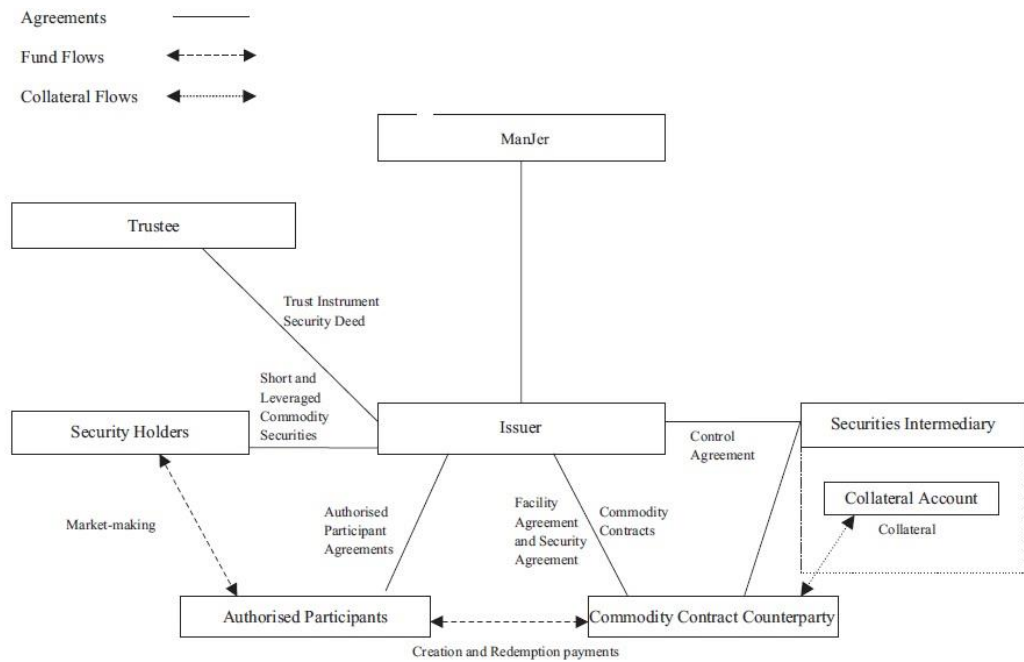 Agreements
Fund Flows
Collateral Flows
ManJer
Trustee
Trust Instrument
Security Deed
Short and
Leveraged
Commodity
Securities
Security Holders
Issuer
Control
Agreement
Securities Intermediary
Collateral Account
Collateral
Market-making
Authorised
Participant
Agreements
Facility
Agreement
and Security
Agreement
Commodity
Contracts
Authorised Participants
Commodity Contract Counterparty
Creation and Redemption payments